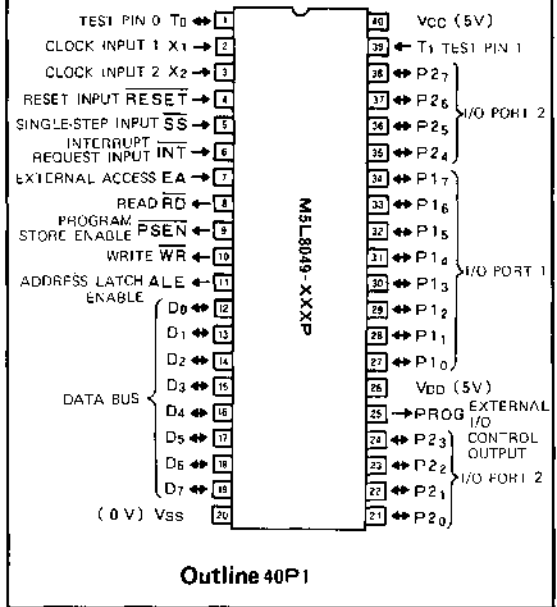 TEST PIN 0 T0 ↔ 1
CLOCK INPUT 1 X1 → 2
CLOCK INPUT 2 X2 → 3
RESET INPUT RESET → 4
SINGLE-STEP INPUT SS → 5
INTERRUPT
REQUEST INPUT INT → 6
EXTERNAL ACCESS EA → 7
READ RD ← 8
PROGRAM
STORE ENABLE PSEN ← 9
WRITE WR ← 10
ADDRESS LATCH ALE ← 11
ENABLE
DATA BUS
D0 ↔ 12
D1 ↔ 13
D2 ↔ 14
D3 ↔ 15
D4 ↔ 16
D5 ↔ 17
D6 ↔ 18
D7 ↔ 19
(0V) VSS 20
M5L8049-XXXP
40 VCC (5V)
39 ← T1 TEST PIN 1
38 ↔ P27
37 ↔ P26
36 ↔ P25
35 ↔ P24
I/O PORT 2
34 ↔ P17
33 ↔ P16
32 ↔ P15
31 ↔ P14
30 ↔ P13
29 ↔ P12
28 ↔ P11
27 ↔ P10
I/O PORT 1
26 VDD (5V)
25 → PROG EXTERNAL
I/O
CONTROL
OUTPUT
24 ↔ P23
23 ↔ P22
22 ↔ P21
21 ↔ P20
I/O PORT 2
Outline 40P1